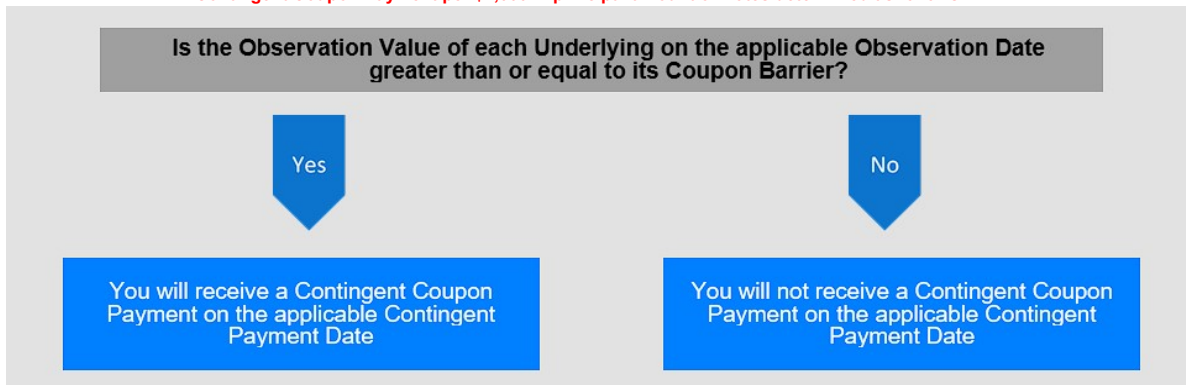 Is the Observation Value of each Underlying on the applicable Observation Date
greater than or equal to its Coupon Barrier?
Yes
No
You will receive a Contingent Coupon
Payment on the applicable Contingent
Payment Date
You will not receive a Contingent Coupon
Payment on the applicable Contingent
Payment Date